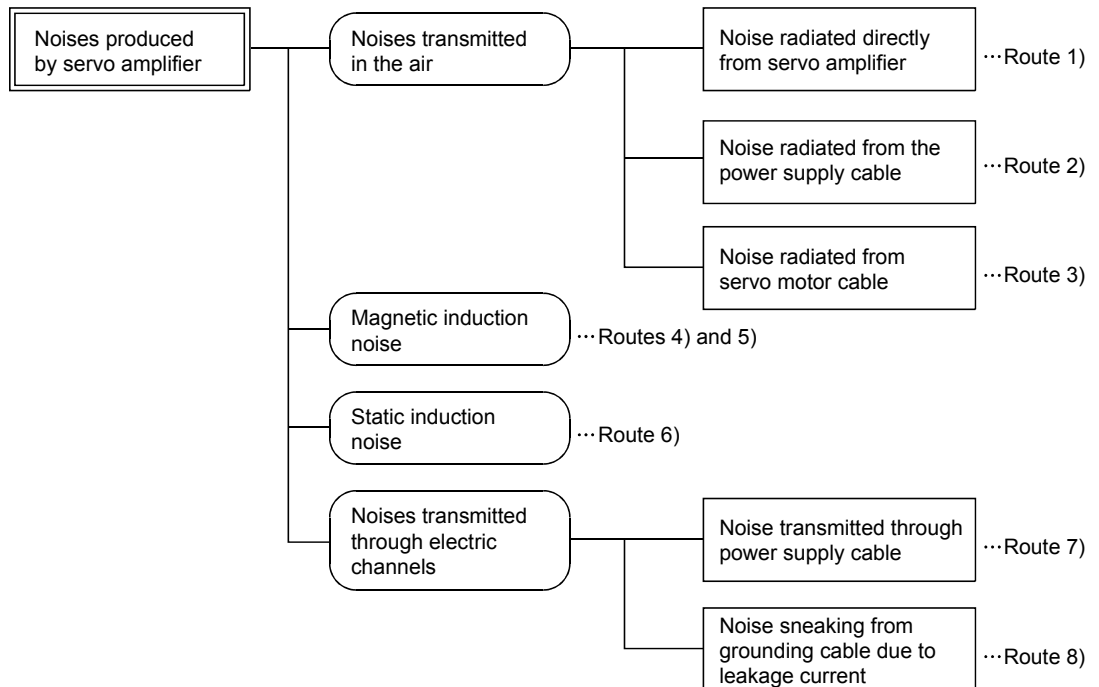 Noises produced
by servo amplifier
Noises transmitted
in the air
Noise radiated directly
from servo amplifier
···Route 1)
Noise radiated from the
power supply cable
···Route 2)
Noise radiated from
servo motor cable
···Route 3)
Magnetic induction
noise
···Routes 4) and 5)
Static induction
noise
···Route 6)
Noises transmitted
through electric
channels
Noise transmitted through
power supply cable
···Route 7)
Noise sneaking from
grounding cable due to
leakage current
···Route 8)